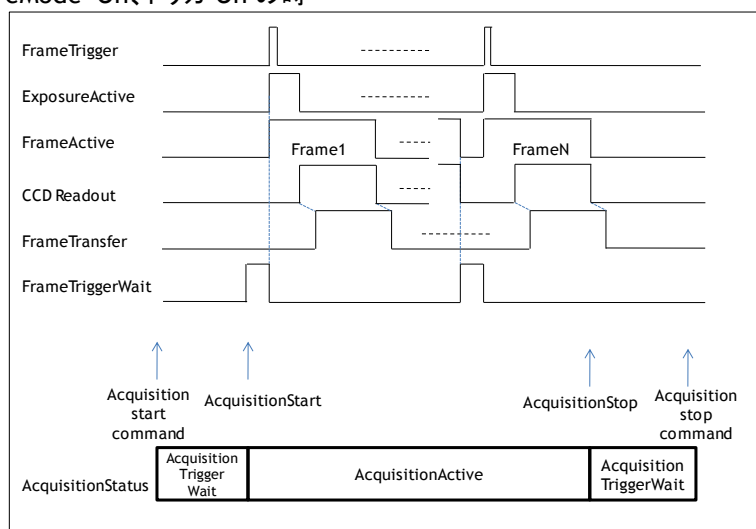 FrameTrigger
ExposureActive
FrameActive
Frame1
FrameN
CCD Readout
FrameTransfer
FrameTriggerWait
Acquisition
start
command
AcquisitionStart
AcquisitionStop
Acquisition
stop
command
AcquisitionStatus
Acquisition
Trigger
Wait
AcquisitionActive
Acquisition
TriggerWait